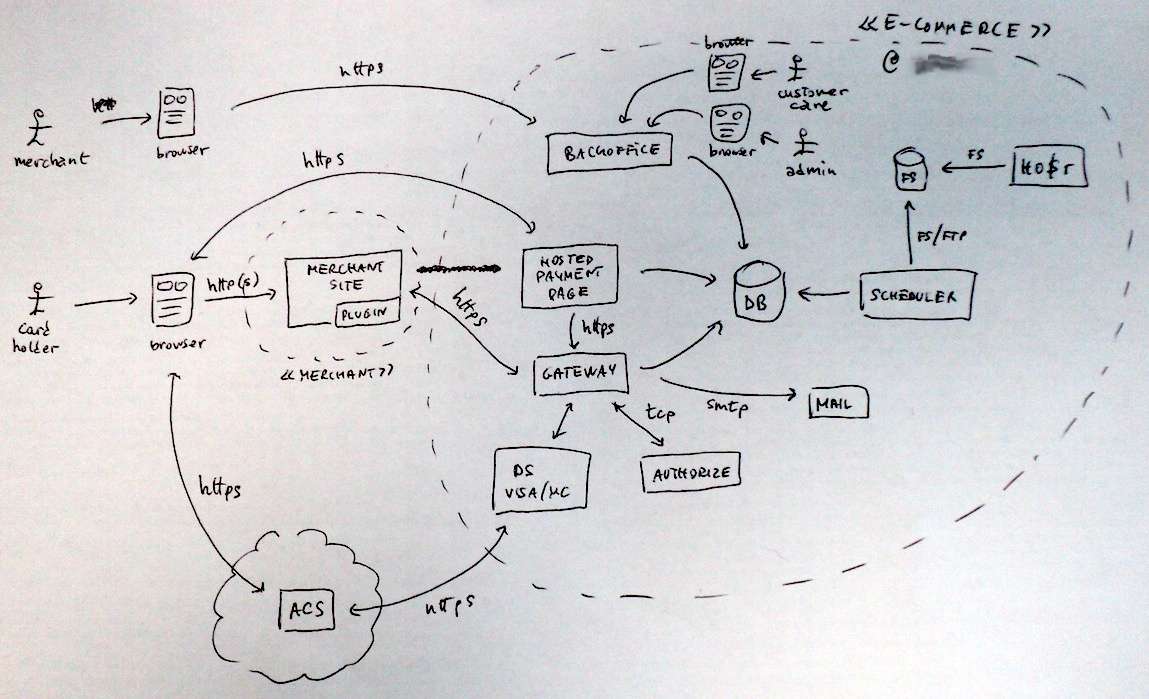 <<E-COMMERCE>>
@
browser
customer
care
https
merchant
browser
BACKOFFICE
browser
admin
FS
FS
HO$T
https
FS/FTP
MERCHANT
SITE
PLUGIN
HOSTED
PAYMENT
PAGE
DB
SCHEDULER
http(s)
https
https
card
holder
browser
<<MERCHANT>>
GATEWAY
smtp
MAIL
tcp
DS
VISA/MC
AUTHORIZE
https
ACS
https